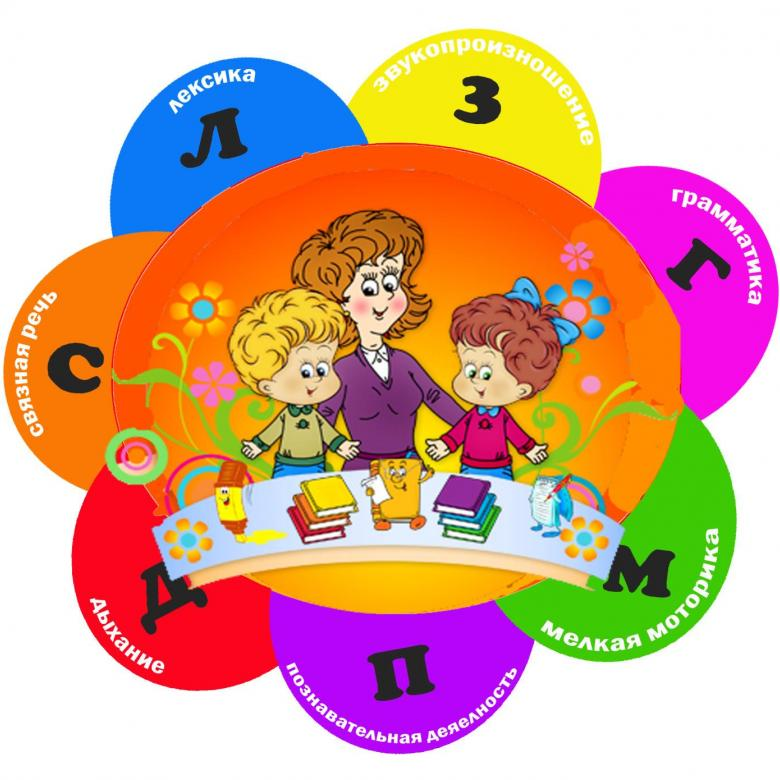 лексика
Л
звукопроизношение
З
грамматика
Г
мелкая моторика
М
познавательная деяелность
П
дыхание
Д
связная речь
С